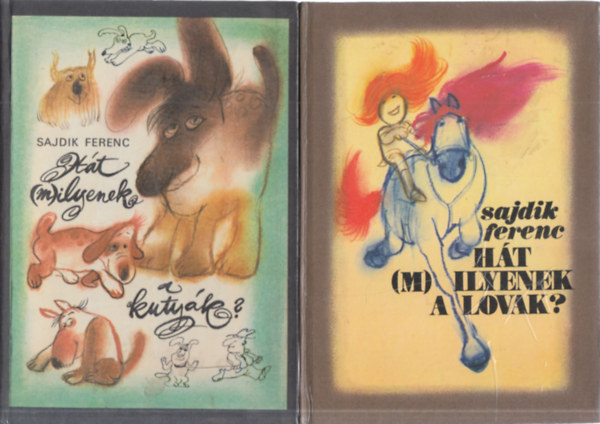 SAJDIK FERENC
Hát
(m)ilyenek
a
kutyák?
sajdik
ferenc
HÁT
(M) ILYENEK
A LOVAK?